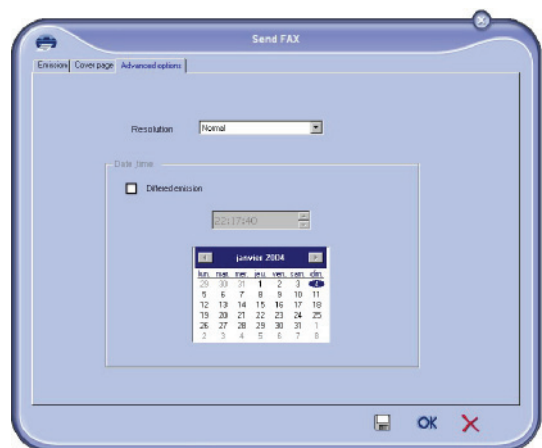 Send FAX
Emission Cover page Advanced options
Resolution Normal
Date, time
Differed emission
22:17:40
janvier 2004
lun. mar. mer. jeu. ven. sam. dim.
29 30 31 1 2 3 4
5 6 7 8 9 10 11
12 13 14 15 16 17 18
19 20 21 22 23 24 25
26 27 28 29 30 31 1
2 3 4 5 6 7 8
OK